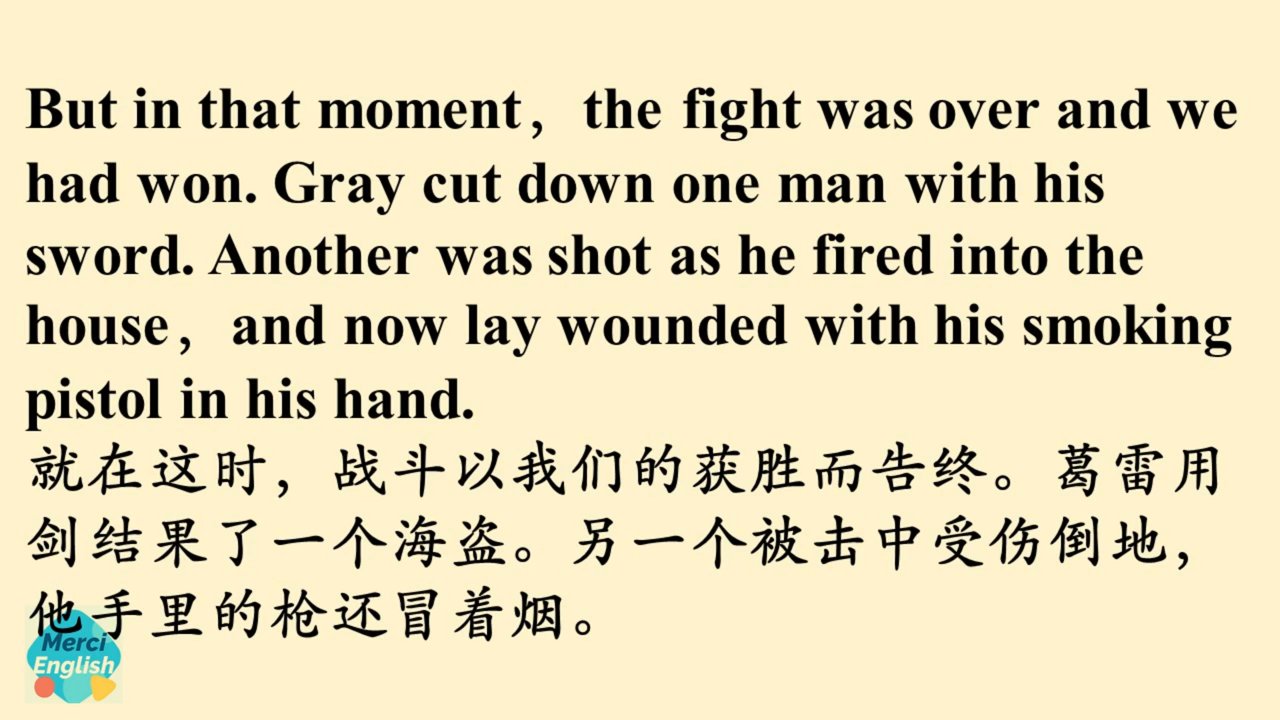 But in that moment，the fight was over and we
had won. Gray cut down one man with his
sword. Another was shot as he fired into the
house，and now lay wounded with his smoking
pistol in his hand.
就在这时，战斗以我们的获胜而告终。葛雷用
剑结果了一个海盗。另一个被击中受伤倒地，
他手里的枪还冒着烟。
Merci
English